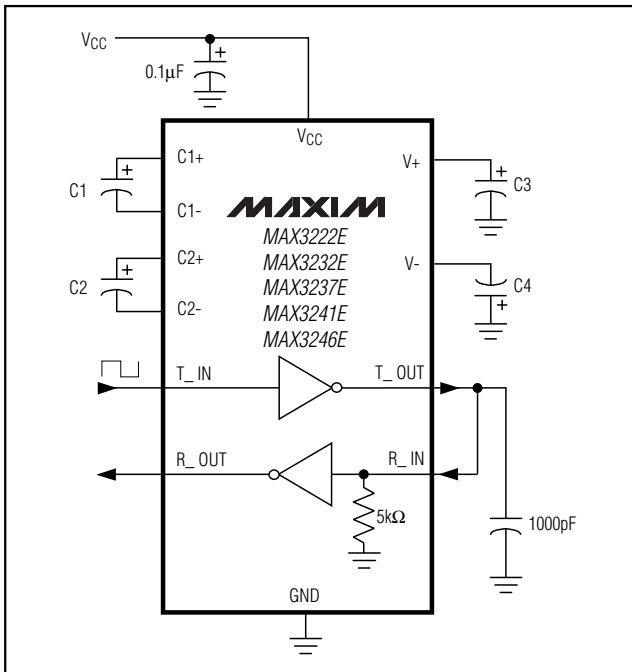 VCC
+
0.1μF
VCC
C1+
V+
+
C1
+
C3
C1-
MAXIM
MAX3222E
C2+
MAX3232E
V-
+
C2
MAX3237E
C4
C2-
MAX3241E
+
MAX3246E
T_ IN
T_ OUT
R_ OUT
R_ IN
5kΩ
1000pF
GND